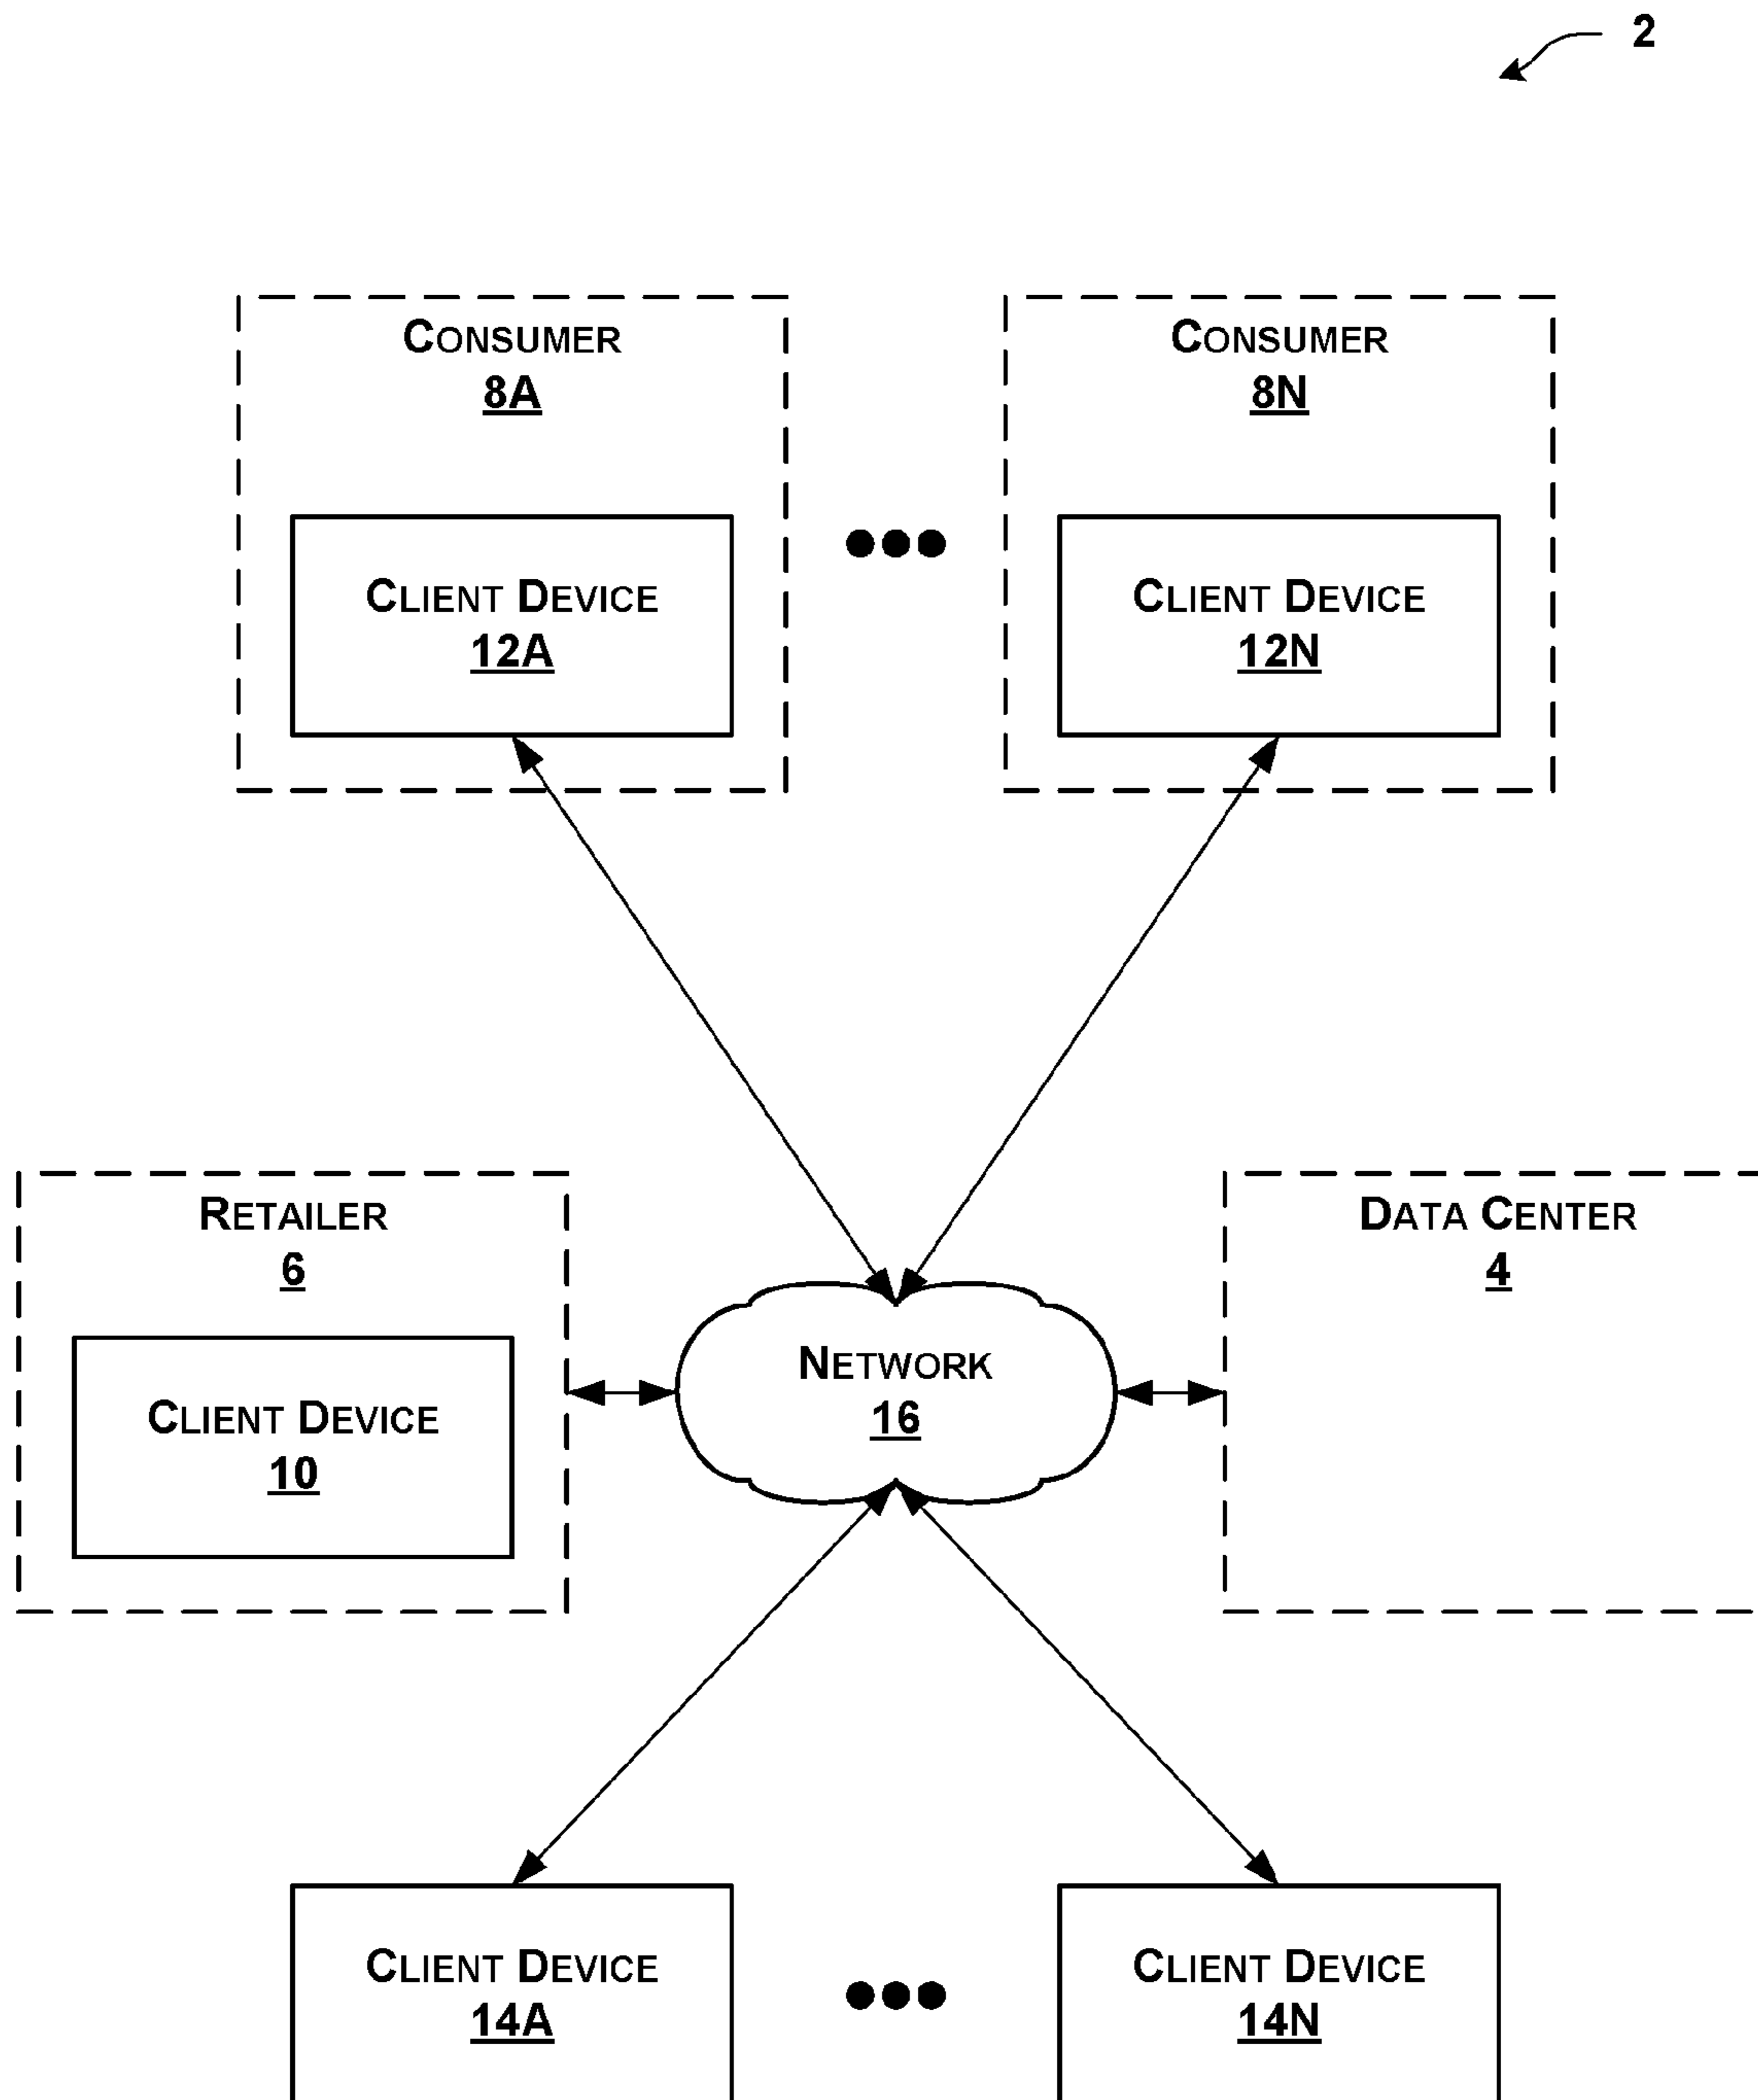 2
CONSUMER
8A
CONSUMER
8N
CLIENT DEVICE
12A
CLIENT DEVICE
12N
RETAILER
6
DATA CENTER
4
NETWORK
16
CLIENT DEVICE
10
CLIENT DEVICE
14A
CLIENT DEVICE
14N